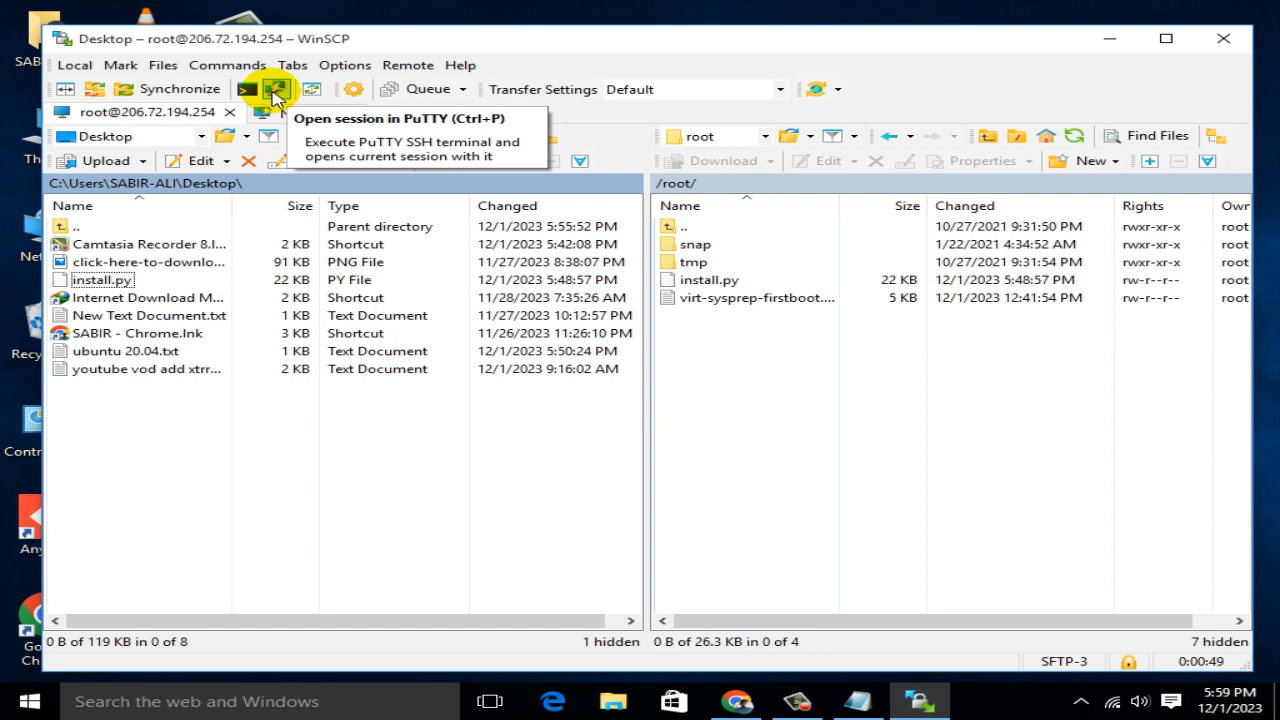 Desktop – root@206.72.194.254 – WinSCP
Local Mark Files Commands Tabs Options Remote Help
Synchronize Queue Transfer Settings Default
root@206.72.194.254
Open session in PuTTY (Ctrl+P)
Execute PuTTY SSH terminal and
opens current session with it
Desktop root Find Files
Upload Edit Download Edit Properties New
C:\Users\SABIR-ALI\Desktop\ /root/
Name Size Type Changed Name Size Changed Rights Own
.. Parent directory 12/1/2023 5:55:52 PM .. 10/27/2021 9:31:50 PM rwxr-xr-x root
Camtasia Recorder 8.l... 2 KB Shortcut 12/1/2023 5:42:08 PM snap 1/22/2021 4:34:52 AM rwxr-xr-x root
click-here-to-downlo... 91 KB PNG File 11/27/2023 8:38:07 PM tmp 10/27/2021 9:31:54 PM rwxr-xr-x root
install.py 22 KB PY File 12/1/2023 5:48:57 PM install.py 22 KB 12/1/2023 5:48:57 PM rw-r--r-- root
Internet Download M... 2 KB Shortcut 11/28/2023 7:35:26 AM virt-sysprep-firstboot.... 5 KB 12/1/2023 12:41:54 PM rw-r--r-- root
New Text Document.txt 1 KB Text Document 11/27/2023 10:12:57 PM
SABIR - Chrome.lnk 3 KB Shortcut 11/26/2023 11:26:10 PM
ubuntu 20.04.txt 1 KB Text Document 12/1/2023 5:50:24 PM
youtube vod add xtrr... 2 KB Text Document 12/1/2023 9:16:02 AM
0 B of 119 KB in 0 of 8 1 hidden 0 B of 26.3 KB in 0 of 4 7 hidden
SFTP-3 0:00:49
SAB
Th
Net
Recy
Contr
Any
Go
Ch
Search the web and Windows
5:59 PM
12/1/2023